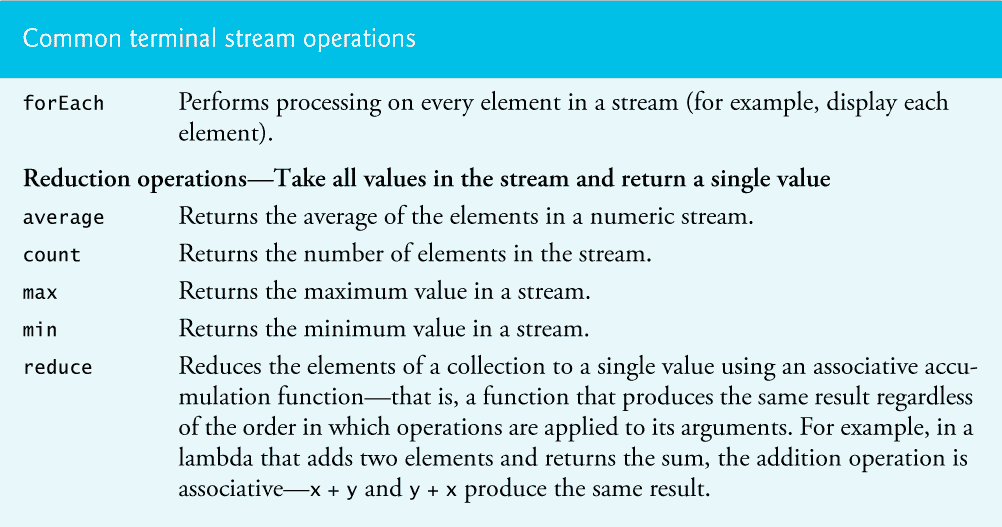 Common terminal stream operations
forEach Performs processing on every element in a stream (for example, display each
element).
Reduction operations—Take all values in the stream and return a single value
average Returns the average of the elements in a numeric stream.
count Returns the number of elements in the stream.
max Returns the maximum value in a stream.
min Returns the minimum value in a stream.
reduce Reduces the elements of a collection to a single value using an associative accu-
mulation function—that is, a function that produces the same result regardless
of the order in which operations are applied to its arguments. For example, in a
lambda that adds two elements and returns the sum, the addition operation is
associative—x + y and y + x produce the same result.